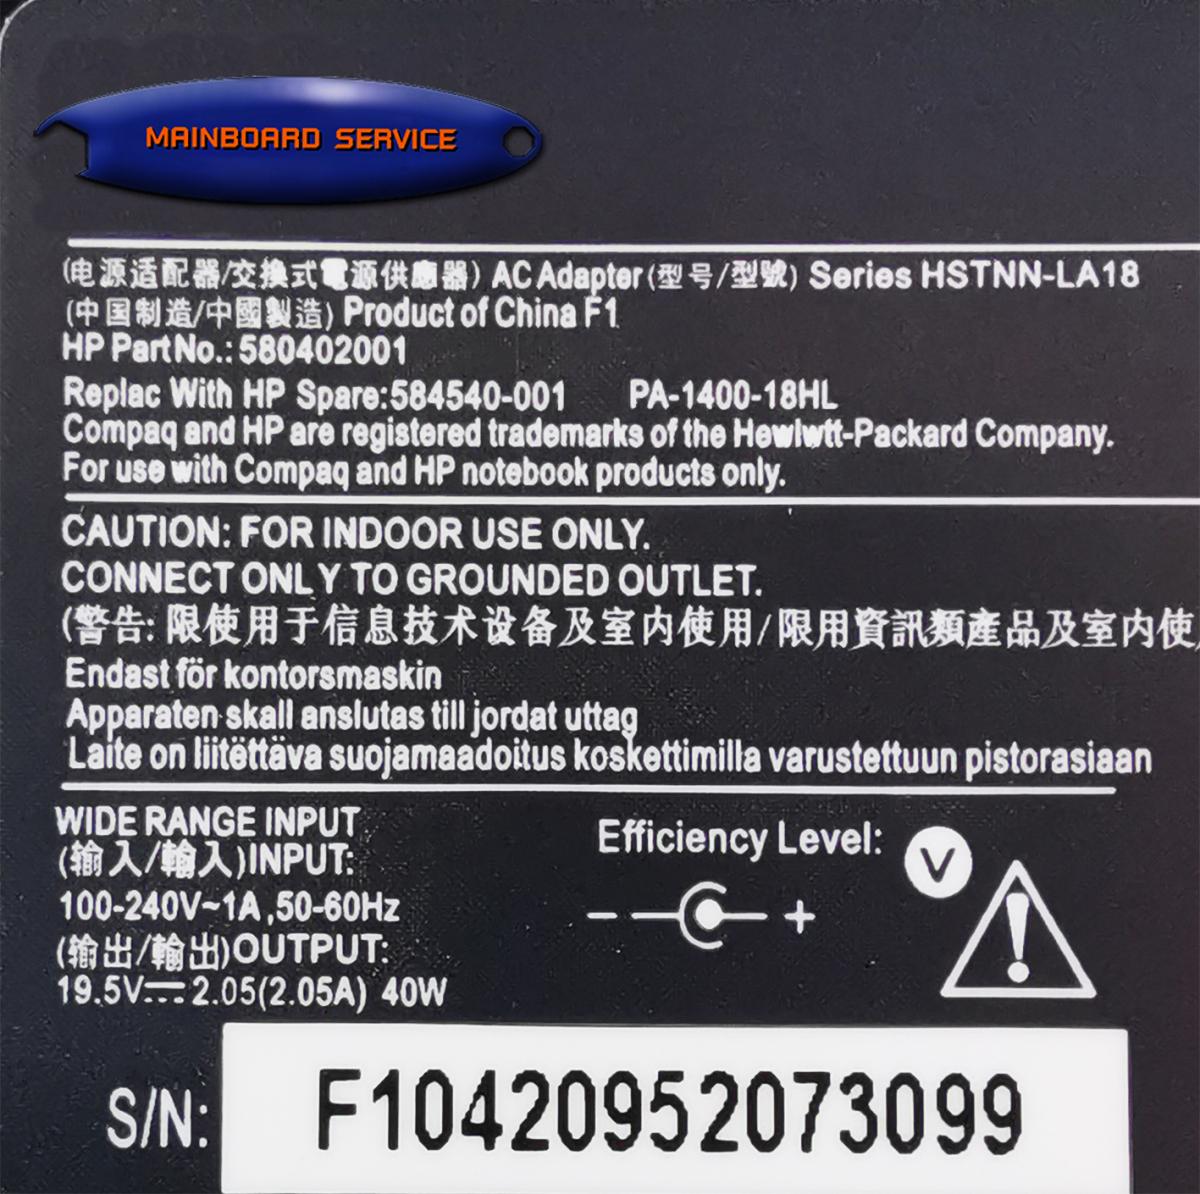 MAINBOARD SERVICE
(电源适配器/交換式電源供應器) AC Adapter (型号/型號) Series HSTNN-LA18
(中国制造/中國製造) Product of China F1
HP Part No.: 580402001
Replac With HP Spare:584540-001 PA-1400-18HL
Compaq and HP are registered trademarks of the Hewlwtt-Packard Company.
For use with Compaq and HP notebook products only.
CAUTION: FOR INDOOR USE ONLY.
CONNECT ONLY TO GROUNDED OUTLET.
(警告: 限使用于信息技术设备及室内使用/限用資訊類産品及室内使
Endast för kontorsmaskin
Apparaten skall anslutas till jordat uttag
Laite on liitëttäva suojamaadoitus koskettimilla varustettuun pistorasiaan
WIDE RANGE INPUT
(输入/輸入)INPUT:
100-240V~1A,50-60Hz
(输出/輸出)OUTPUT:
19.5V⎓2.05(2.05A) 40W
Efficiency Level: V
- +
S/N: F10420952073099